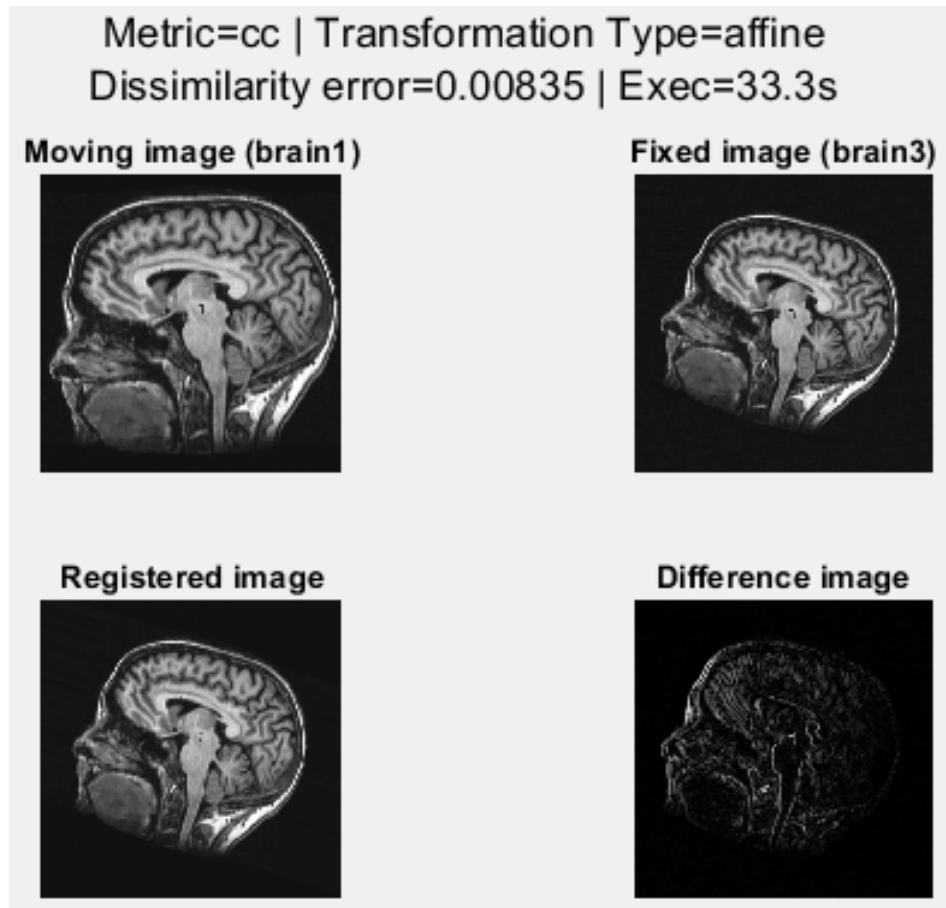 Metric=cc | Transformation Type=affine
Dissimilarity error=0.00835 | Exec=33.3s
Moving image (brain1)
Fixed image (brain3)
Registered image
Difference image